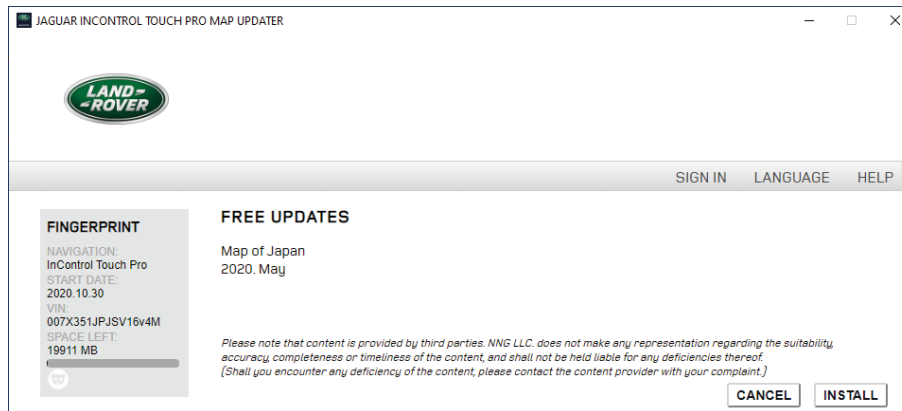 JAGUAR INCONTROL TOUCH PRO MAP UPDATER
LAND-
-ROVER
SIGN IN LANGUAGE HELP
FINGERPRINT
NAVIGATION:
InControl Touch Pro
START DATE:
2020.10.30
VIN:
007X351JPJSV16v4M
SPACE LEFT:
19911 MB
FREE UPDATES
Map of Japan
2020. May
Please note that content is provided by third parties. NNG LLC. does not make any representation regarding the suitability,
accuracy, completeness or timeliness of the content, and shall not be held liable for any deficiencies thereof.
(Shall you encounter any deficiency of the content, please contact the content provider with your complaint.)
CANCEL INSTALL